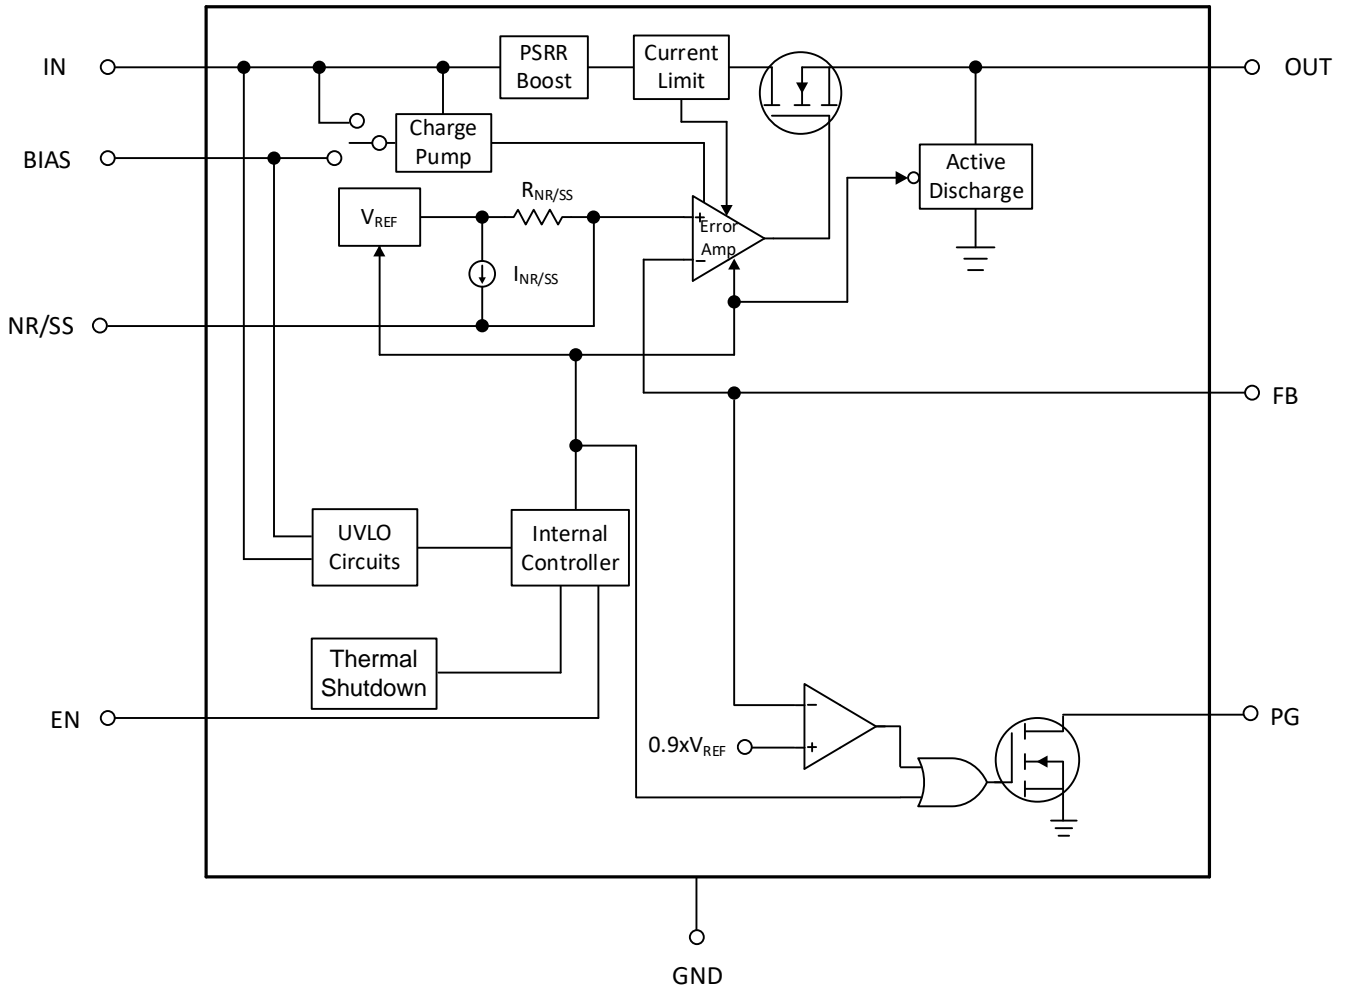 IN
PSRR
Boost
Current
Limit
OUT
BIAS
Charge
Pump
Active
Discharge
V_REF
R_NR/SS
+
Error
Amp
−
I_NR/SS
NR/SS
FB
UVLO
Circuits
Internal
Controller
Thermal
Shutdown
EN
−
0.9xV_REF
+
PG
GND